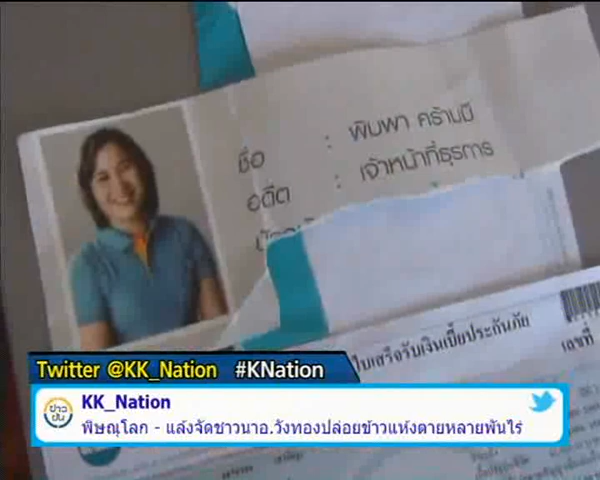 ชื่อ : พิมพา คร้ามมี
อดีต : เจ้าหน้าที่ธุรการ
ใบเสร็จรับเงินเบี้ยประกันภัย
เลขที่
Twitter @KK_Nation #KNation
ข่าว
ข้น
KK_Nation
พิษณุโลก - แล้งจัดชาวนาอ.วังทองปล่อยข้าวแห้งตายหลายพันไร่